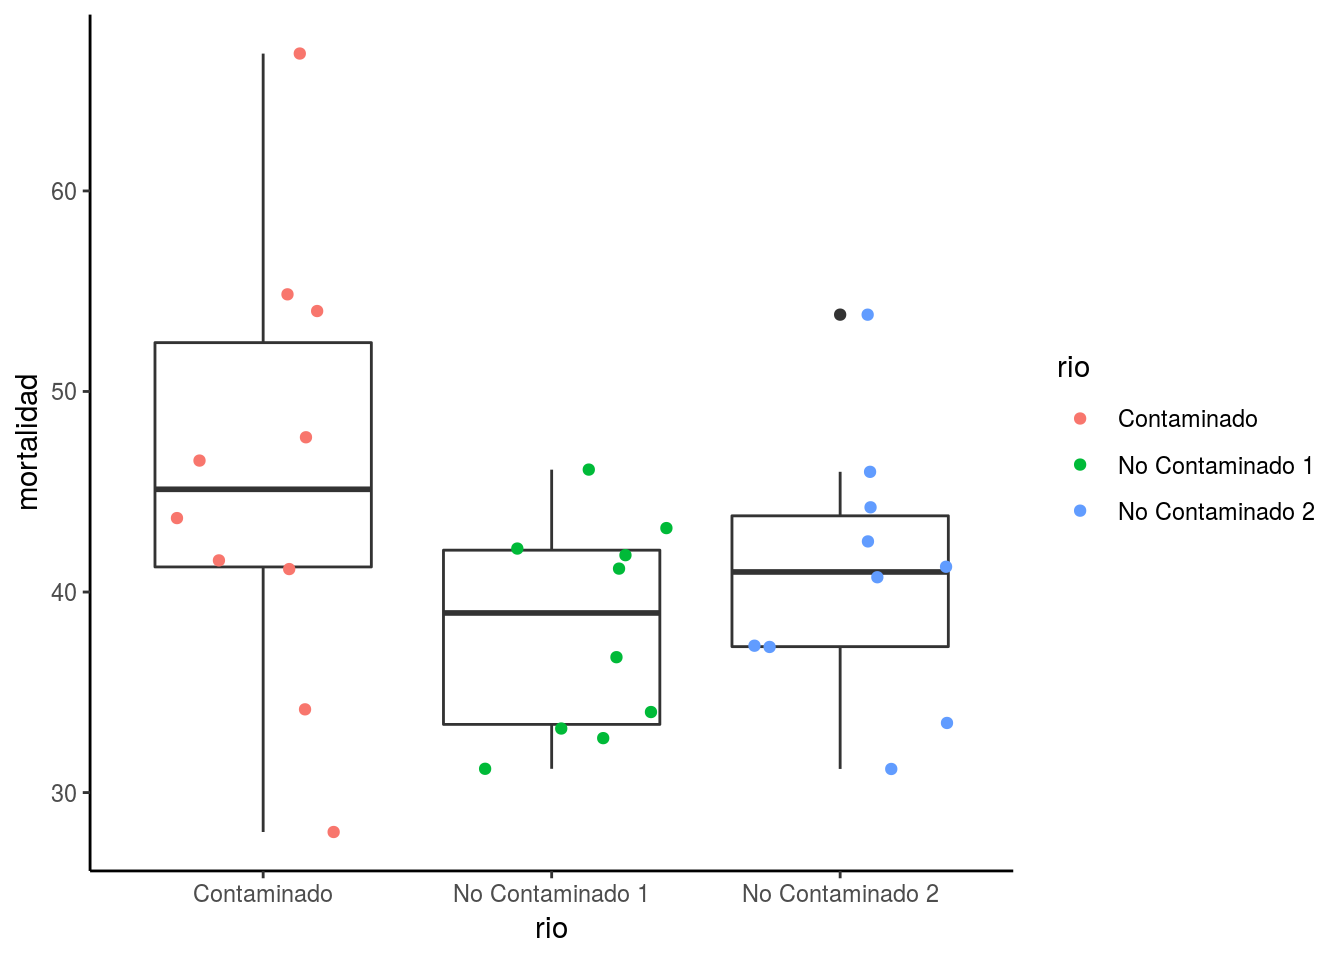 mortalidad
60
50
40
30
Contaminado
No Contaminado 1
No Contaminado 2
rio
rio
Contaminado
No Contaminado 1
No Contaminado 2